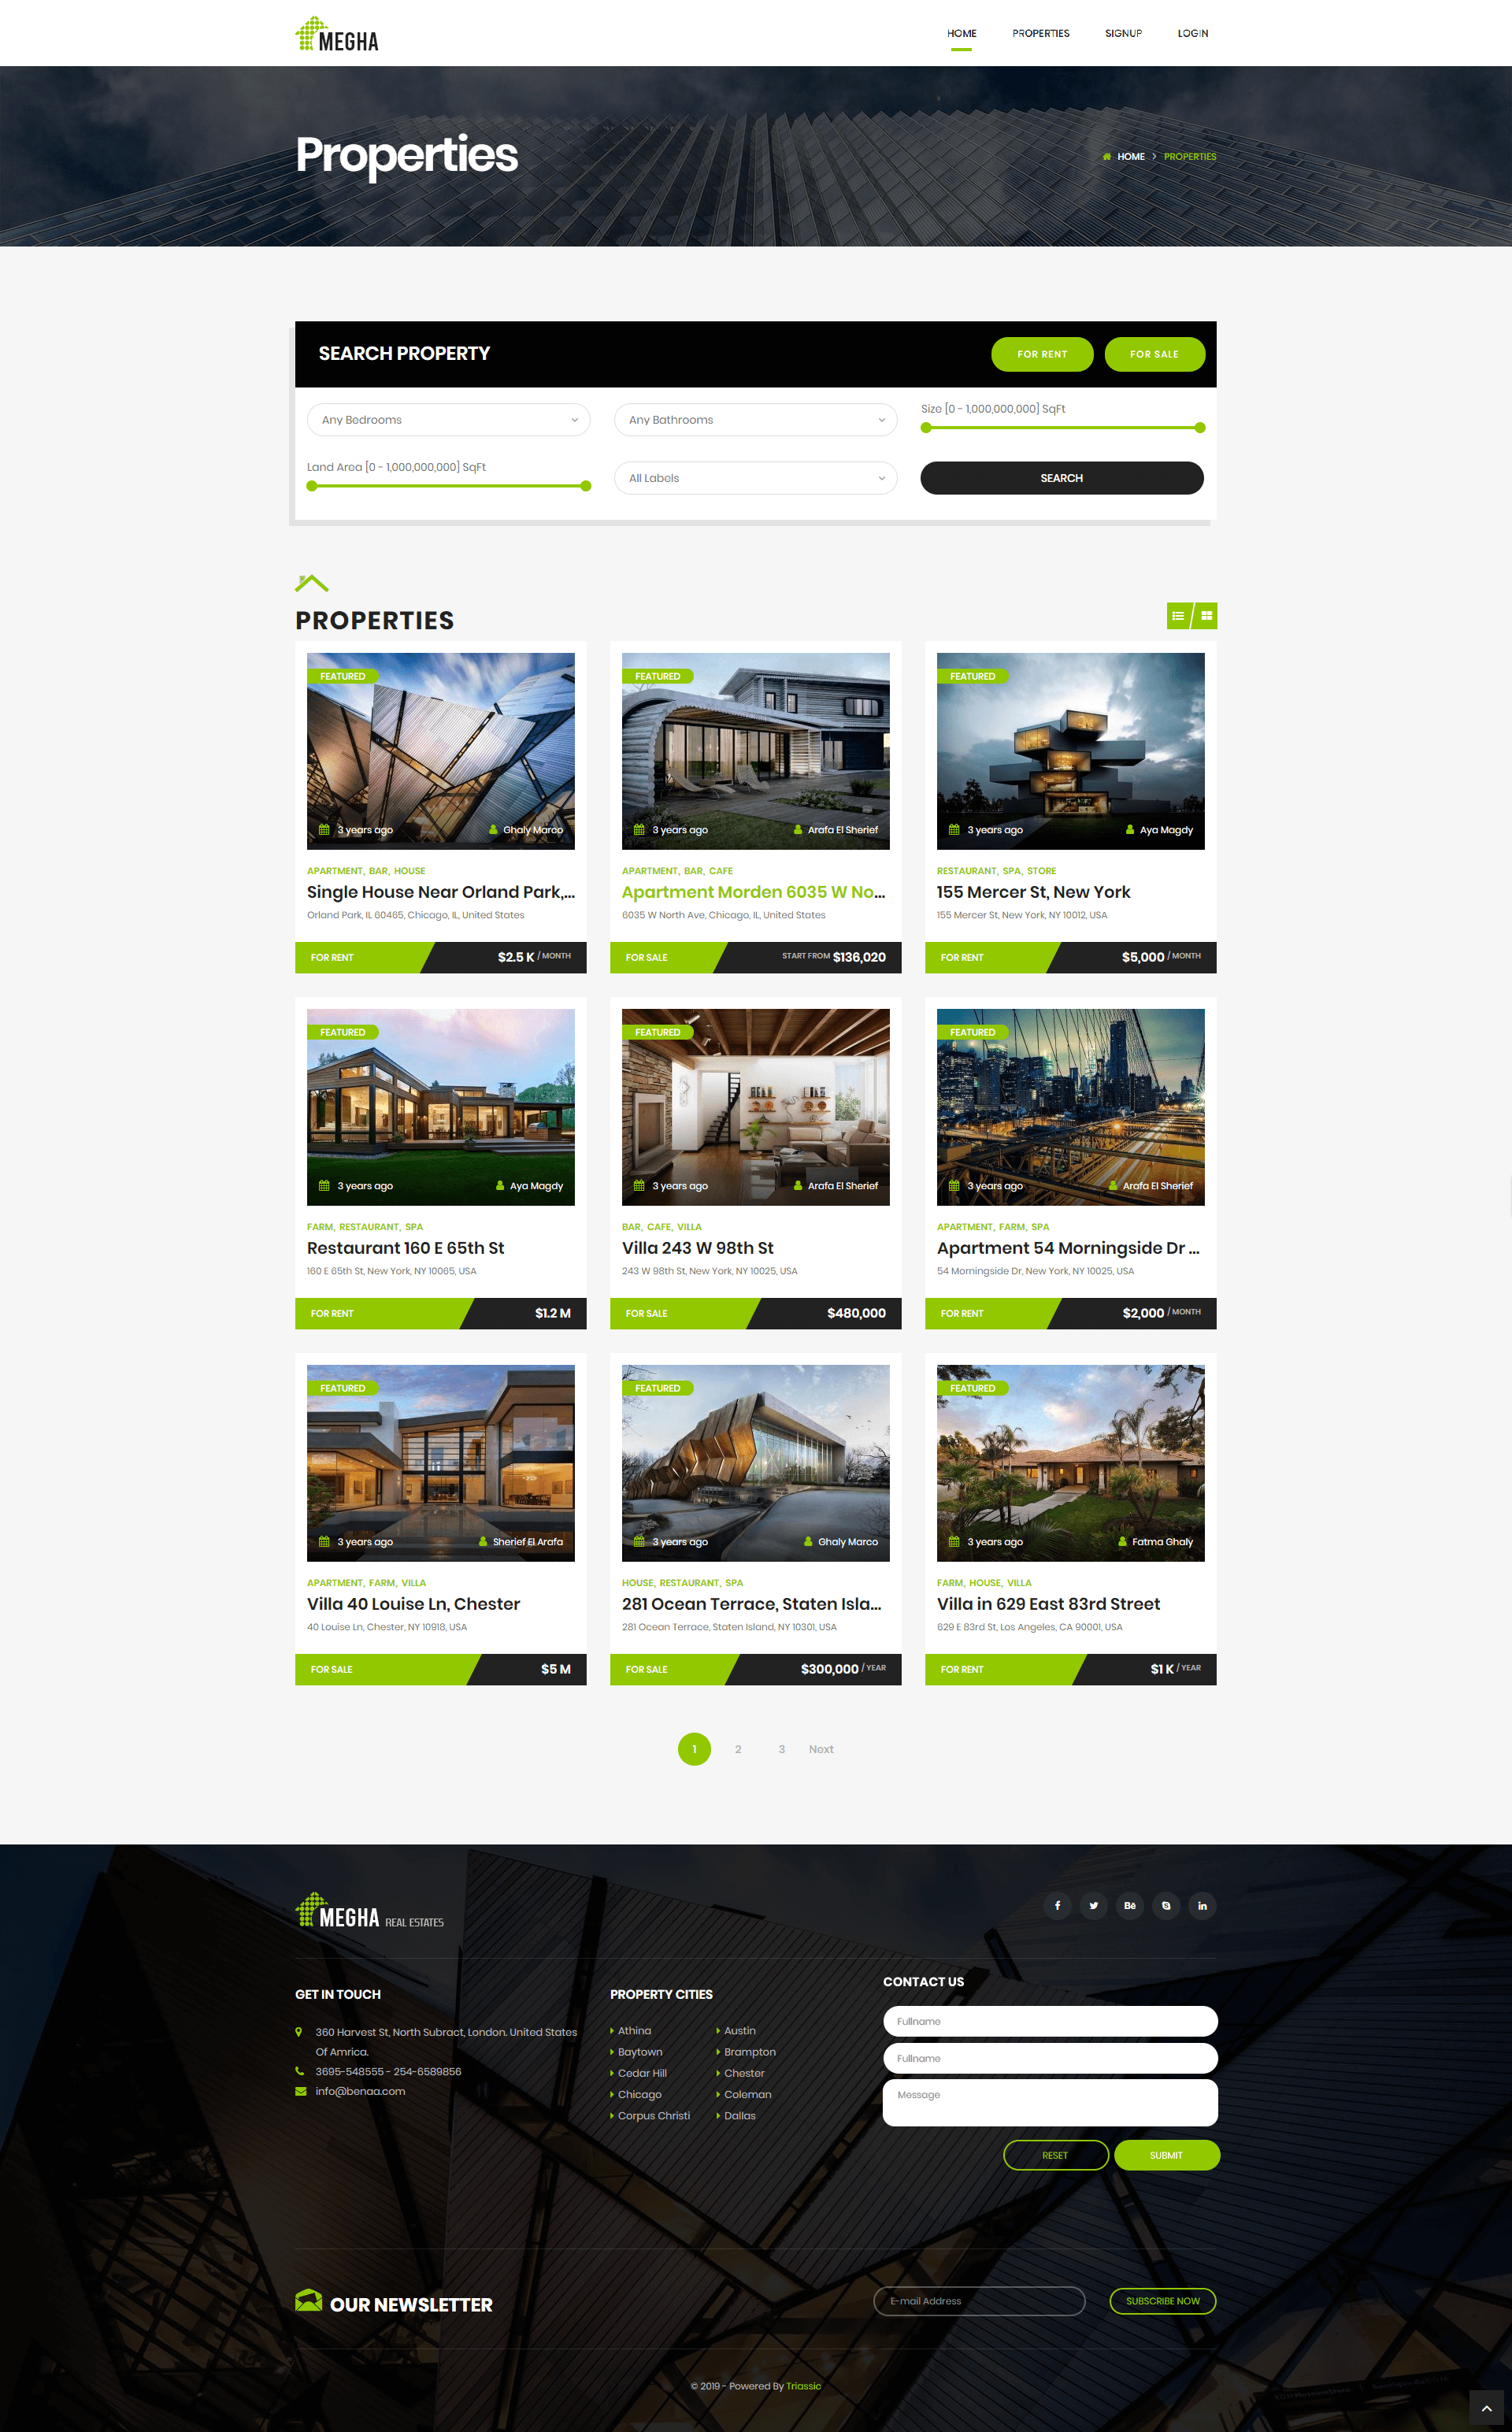 MEGHA
HOME PROPERTIES SIGNUP LOGIN
Properties
HOME PROPERTIES
SEARCH PROPERTY
FOR RENT FOR SALE
Any Bedrooms
Any Bathrooms
Size [0 - 1,000,000,000] SqFt
Land Area [0 - 1,000,000,000] SqFt
All Labels
SEARCH
PROPERTIES
FEATURED
3 years ago Ghaly Marco
APARTMENT, BAR, HOUSE
Single House Near Orland Park,...
Orland Park, IL 60465, Chicago, IL, United States
FOR RENT $2.5 K / MONTH
FEATURED
3 years ago Arafa El Sherief
APARTMENT, BAR, CAFE
Apartment Morden 6035 W No...
6035 W North Ave, Chicago, IL, United States
FOR SALE START FROM $136,020
FEATURED
3 years ago Aya Magdy
RESTAURANT, SPA, STORE
155 Mercer St, New York
155 Mercer St, New York, NY 10012, USA
FOR RENT $5,000 / MONTH
FEATURED
3 years ago Aya Magdy
FARM, RESTAURANT, SPA
Restaurant 160 E 65th St
160 E 65th St, New York, NY 10065, USA
FOR RENT $1.2 M
FEATURED
3 years ago Arafa El Sherief
BAR, CAFE, VILLA
Villa 243 W 98th St
243 W 98th St, New York, NY 10025, USA
FOR SALE $480,000
FEATURED
3 years ago Arafa El Sherief
APARTMENT, FARM, SPA
Apartment 54 Morningside Dr ...
54 Morningside Dr, New York, NY 10025, USA
FOR RENT $2,000 / MONTH
FEATURED
3 years ago Sherief El Arafa
APARTMENT, FARM, VILLA
Villa 40 Louise Ln, Chester
40 Louise Ln, Chester, NY 10918, USA
FOR SALE $5 M
FEATURED
3 years ago Ghaly Marco
HOUSE, RESTAURANT, SPA
281 Ocean Terrace, Staten Isla...
281 Ocean Terrace, Staten Island, NY 10301, USA
FOR SALE $300,000 / YEAR
FEATURED
3 years ago Fatma Ghaly
FARM, HOUSE, VILLA
Villa in 629 East 83rd Street
629 E 83rd St, Los Angeles, CA 90001, USA
FOR RENT $1 K / YEAR
1 2 3 Next
MEGHA REAL ESTATES
GET IN TOUCH
360 Harvest St, North Subract, London. United States
Of Amrica.
3695-548555 - 254-6589856
info@benaa.com
PROPERTY CITIES
Athina Austin
Baytown Brampton
Cedar Hill Chester
Chicago Coleman
Corpus Christi Dallas
CONTACT US
Fullname
Fullname
Message
RESET SUBMIT
OUR NEWSLETTER
E-mail Address
SUBSCRIBE NOW
© 2019 - Powered By Triassic